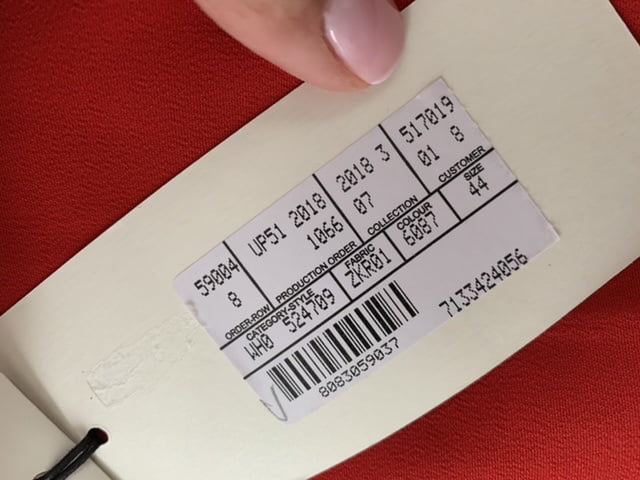 59004 UP51 2018 2018 3 517019
8 1066 07 01 8
ORDER-ROW PRODUCTION ORDER COLLECTION CUSTOMER
CATEGORY-STYLE FABRIC COLOUR SIZE
WH0 524709 ZKR01 6087 44
8083059037 7133424056